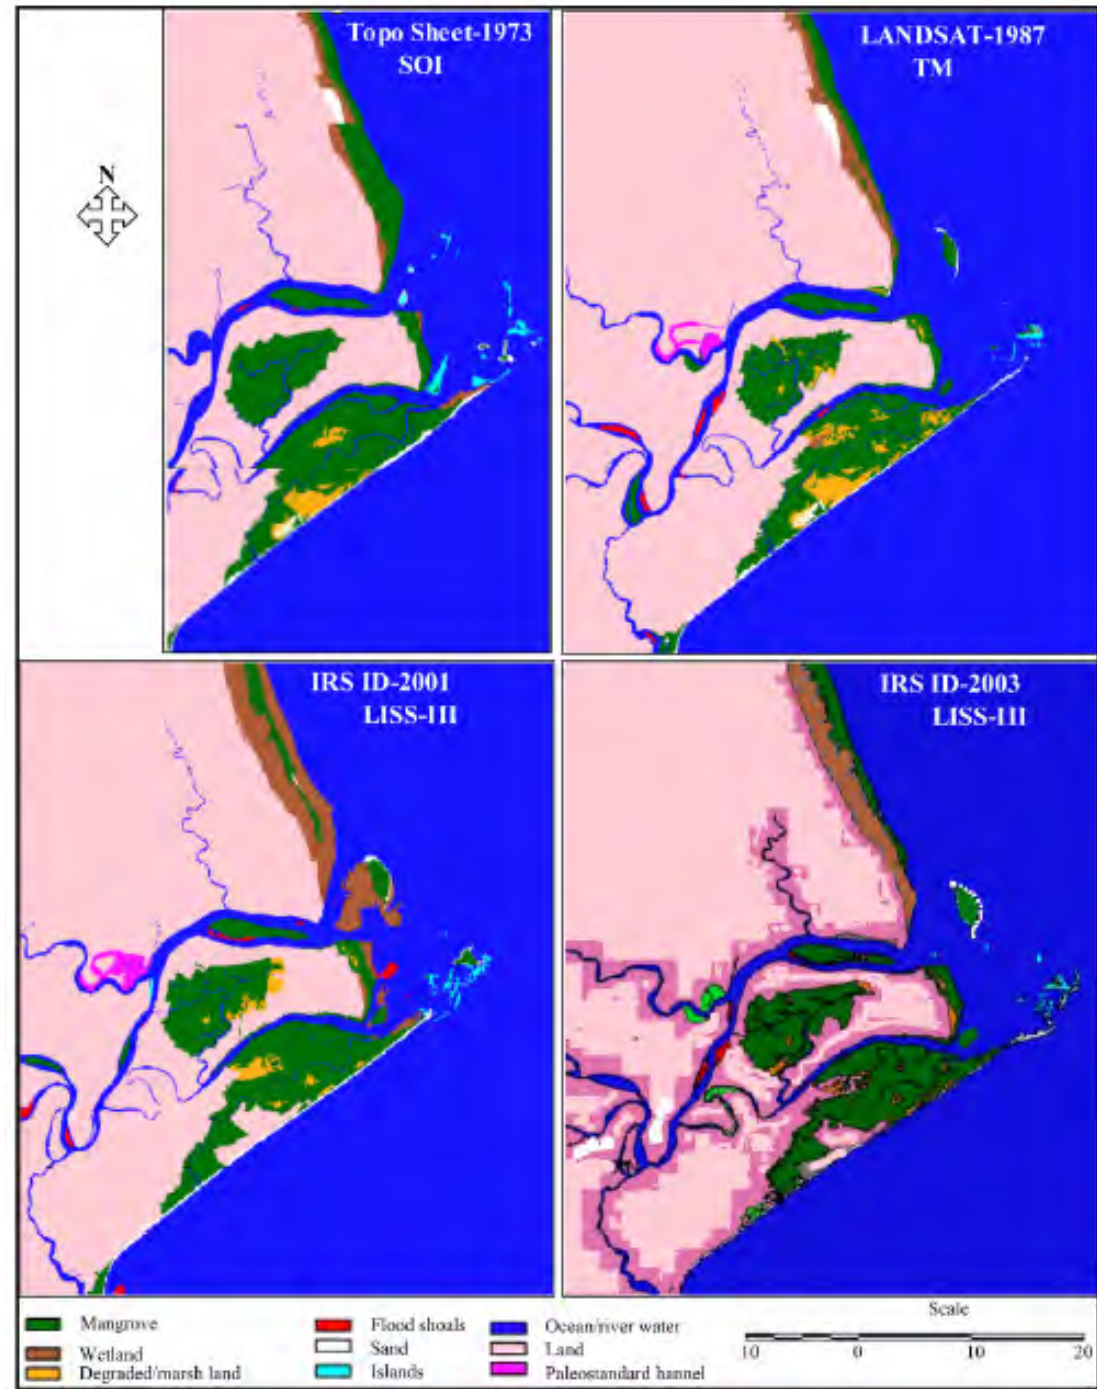 Topo Sheet-1973
SOI
LANDSAT-1987
TM
N
IRS ID-2001
LISS-III
IRS ID-2003
LISS-III
Mangrove
Wetland
Degraded/marsh land
Flood shoals
Sand
Islands
Ocean/river water
Land
Paleostandard hannel
Scale
10 0 10 20